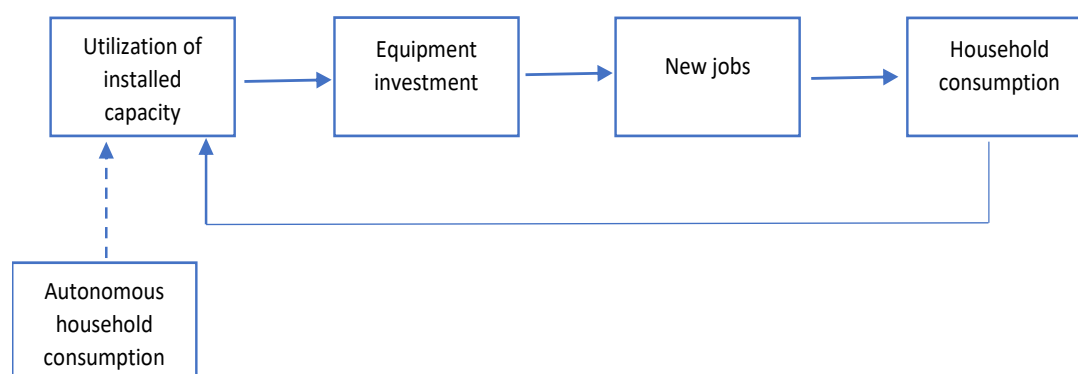 Utilization of
installed
capacity
Equipment
investment
New jobs
Household
consumption
Autonomous
household
consumption